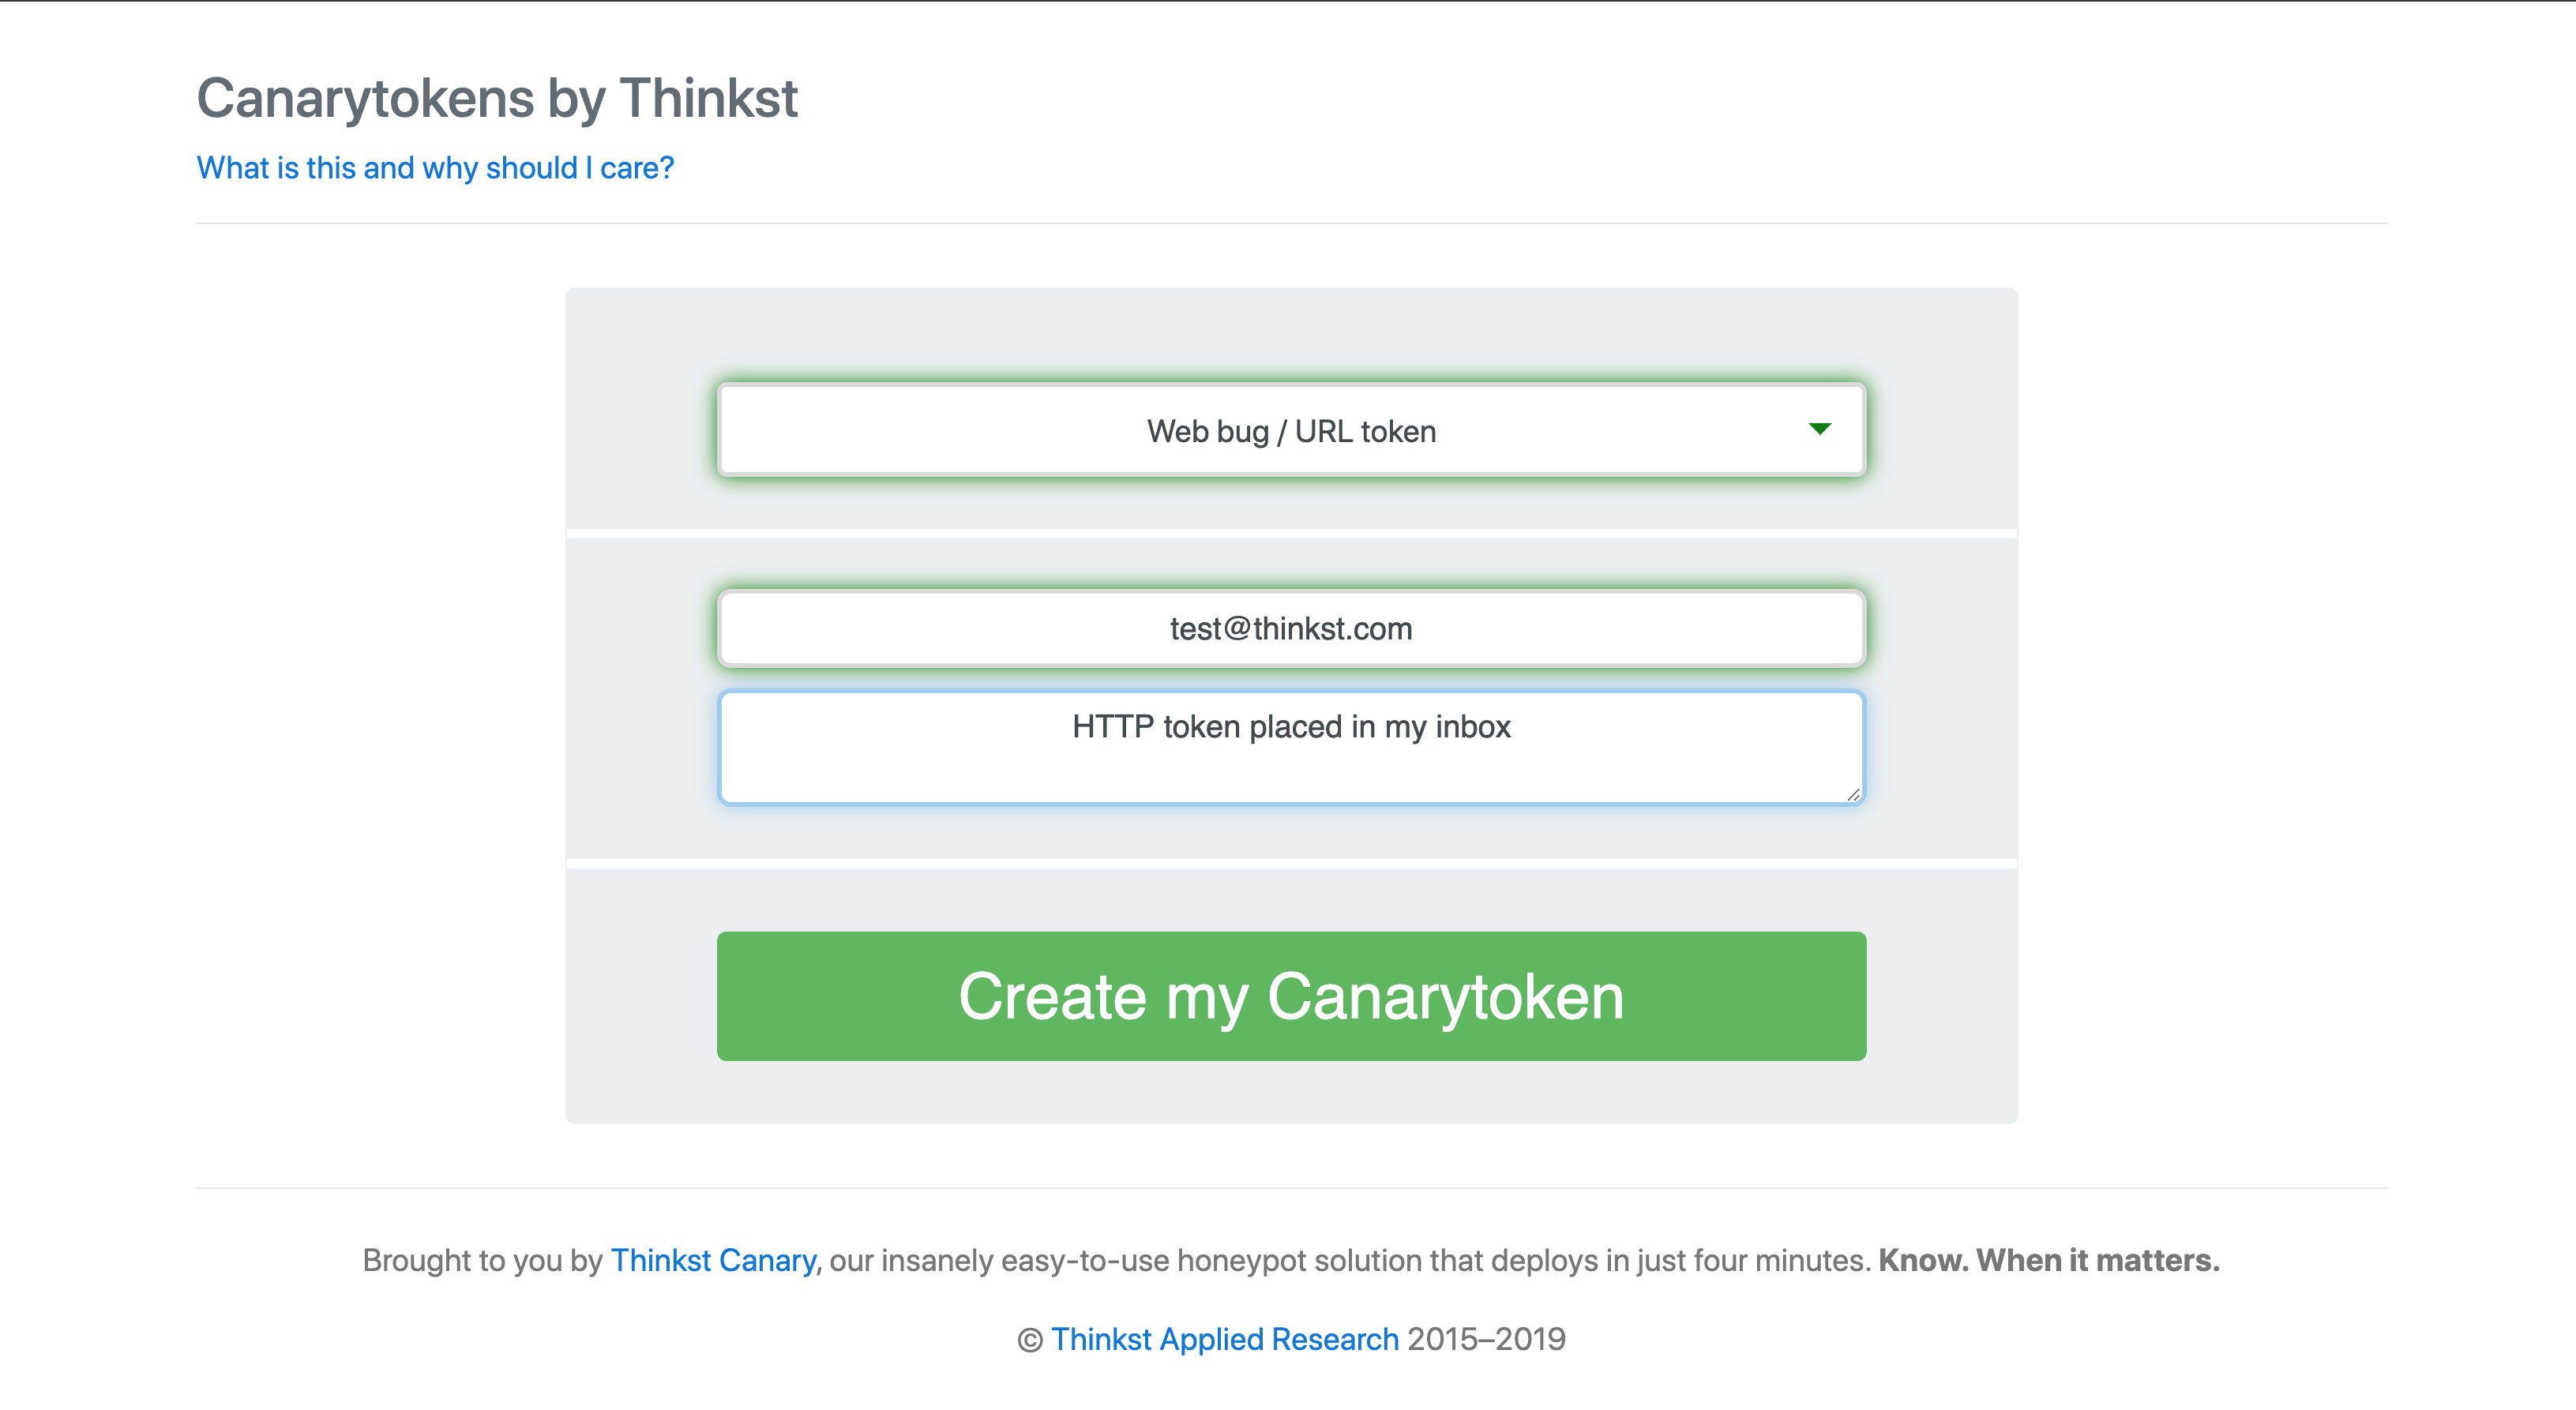 Canarytokens by Thinkst
What is this and why should I care?
Web bug / URL token
test@thinkst.com
HTTP token placed in my inbox
Create my Canarytoken
Brought to you by Thinkst Canary, our insanely easy-to-use honeypot solution that deploys in just four minutes. Know. When it matters.
© Thinkst Applied Research 2015–2019